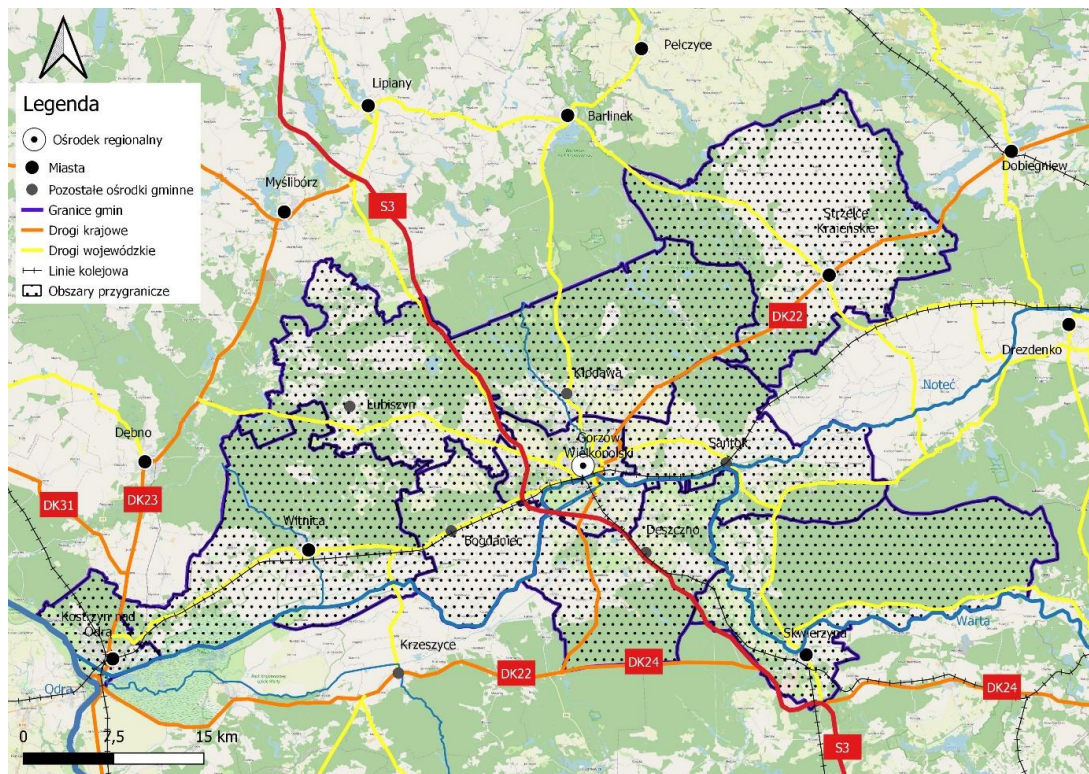 Pełczyce
Lipiany
Legenda
Ośrodek regionalny
Miasta
Pozostałe ośrodki gminne
Granice gmin
Drogi krajowe
Drogi wojewódzkie
Linie kolejowa
Obszary przygranicze
Barlinek
Dobiegniew
Myślibórz
S3
Strzelce
Krajeńskie
DK22
Drezdenko
Kłodawa
Noteć
Lubiszyn
Dębno
Gorzów
Wielkopolski
Santok
DK31
DK23
Witnica
Bogdaniec
Deszczno
Kostrzyn nad
Odrą
Krzeszyce
Skwierzyna
Warta
Odra
DK22
DK24
DK24
S3
0
7,5
15 km